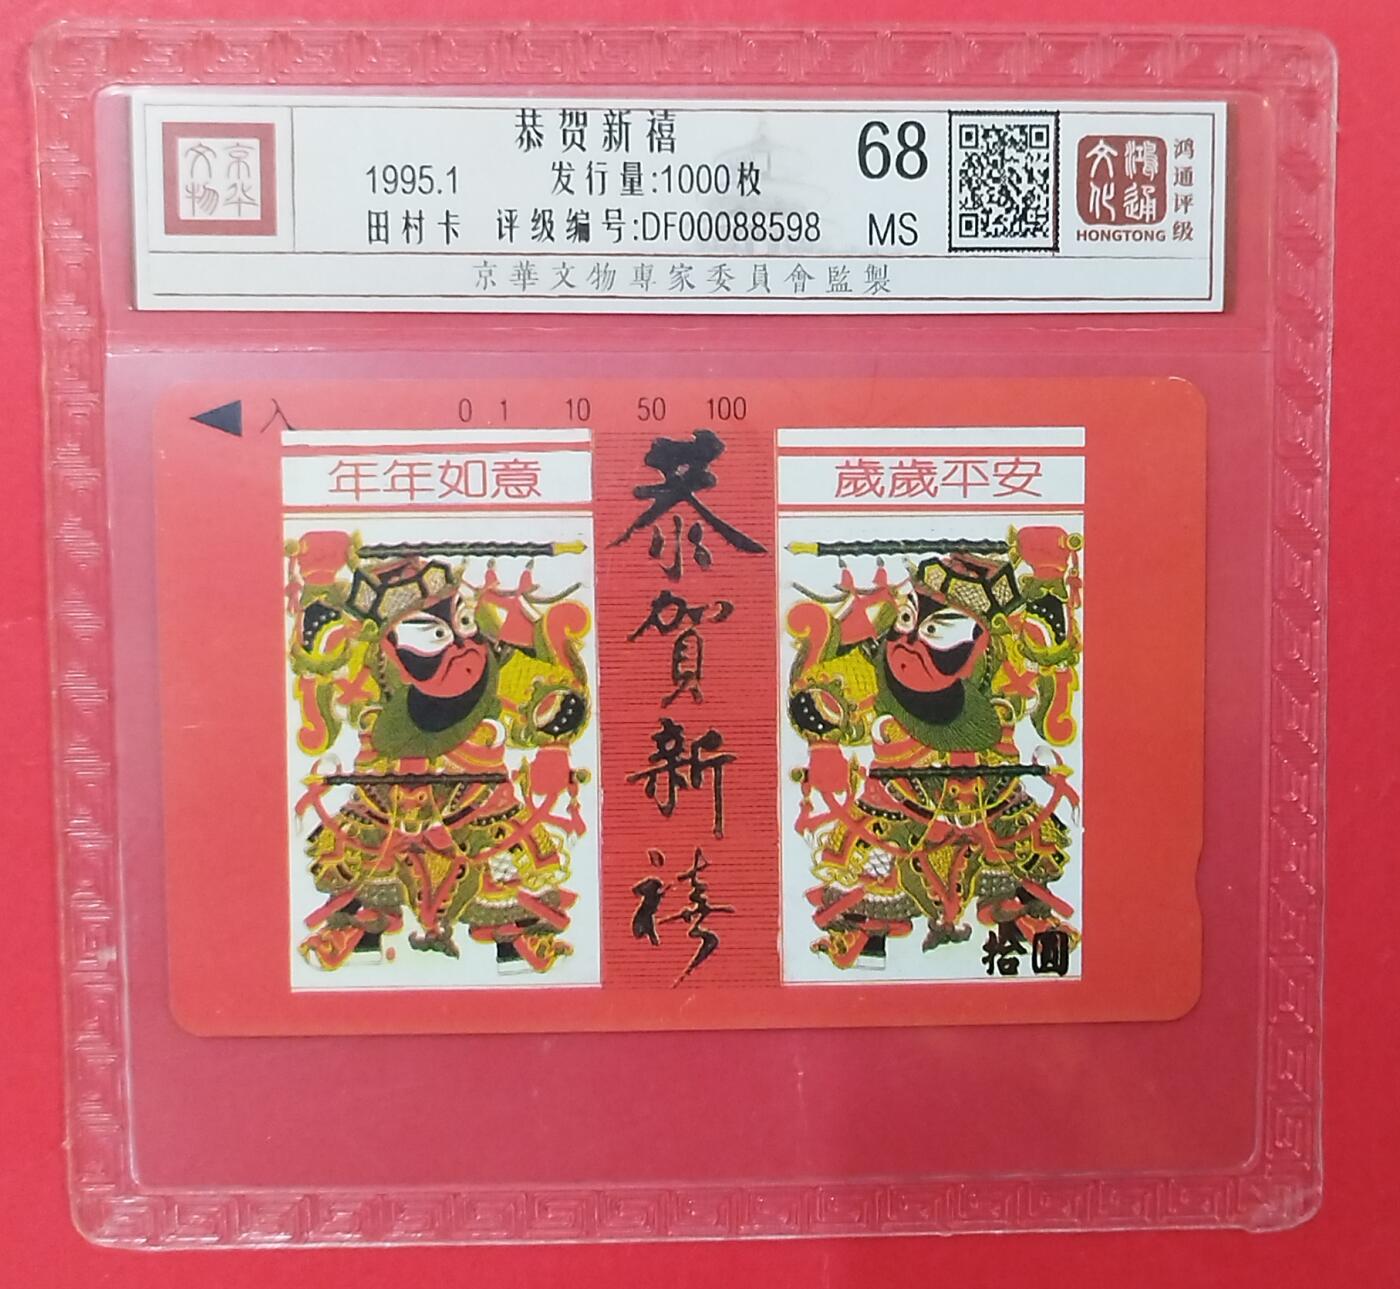 京华
文物
恭贺新禧
1995.1 发行量:1000枚
田村卡 评级编号:DF00088598
68
MS
鸿通
文化
HONGTONG
鸿通评级
京華文物專家委員會監製
入
0 1 10 50 100
年年如意
恭賀新禧
歲歲平安
拾圓